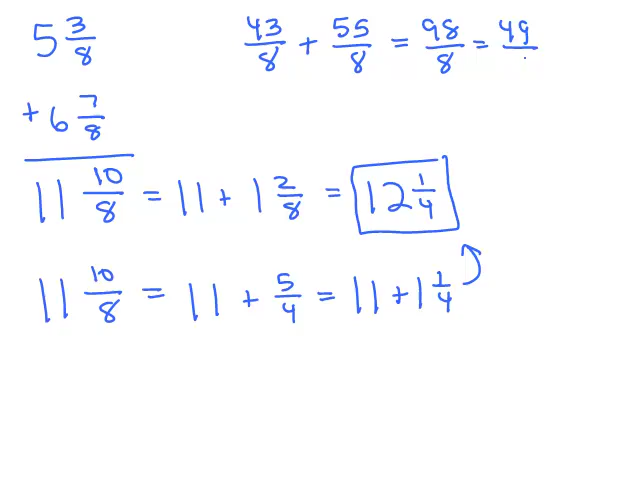 5 3/8
+ 6 7/8
11 10/8 = 11 + 1 2/8 = 12 1/4
11 10/8 = 11 + 5/4 = 11 + 1 1/4
43/8 + 55/8 = 98/8 = 49/